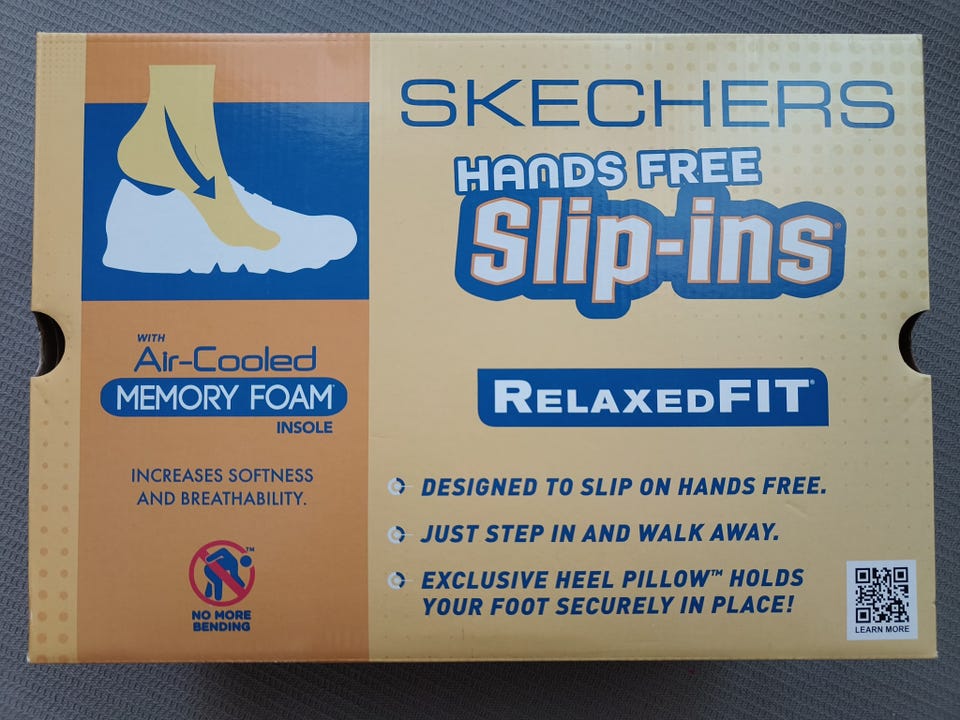 SKECHERS
HANDS FREE
Slip-ins®
RELAXEDFIT®
WITH
Air-Cooled
MEMORY FOAM
INSOLE
INCREASES SOFTNESS
AND BREATHABILITY.
NO MORE
BENDING
TM
DESIGNED TO SLIP ON HANDS FREE.
JUST STEP IN AND WALK AWAY.
EXCLUSIVE HEEL PILLOW™ HOLDS
YOUR FOOT SECURELY IN PLACE!
LEARN MORE